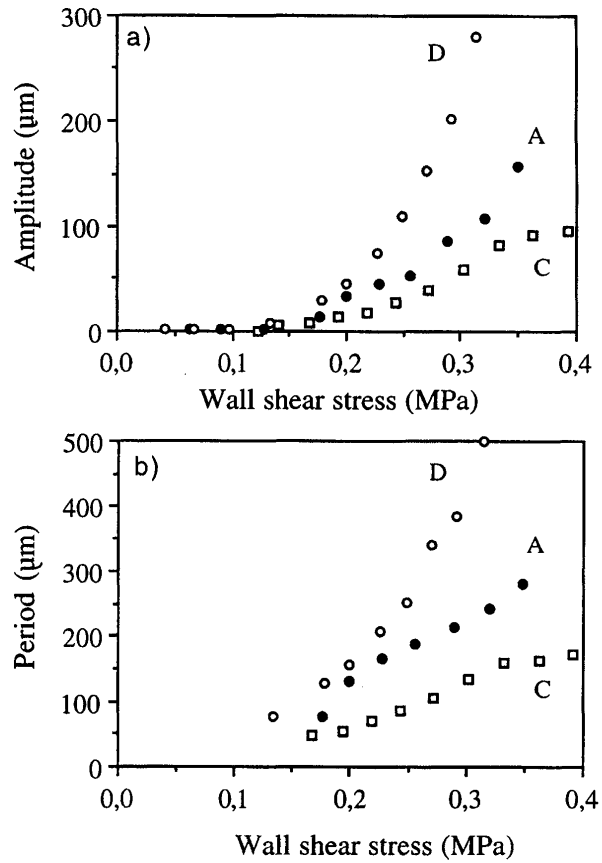 300
a)
D
A
200
100
C
0
Amplitude (μm)
0,0 0,1 0,2 0,3 0,4
Wall shear stress (MPa)
500
b)
D
400
A
300
200
C
100
0
Period (μm)
0,0 0,1 0,2 0,3 0,4
Wall shear stress (MPa)